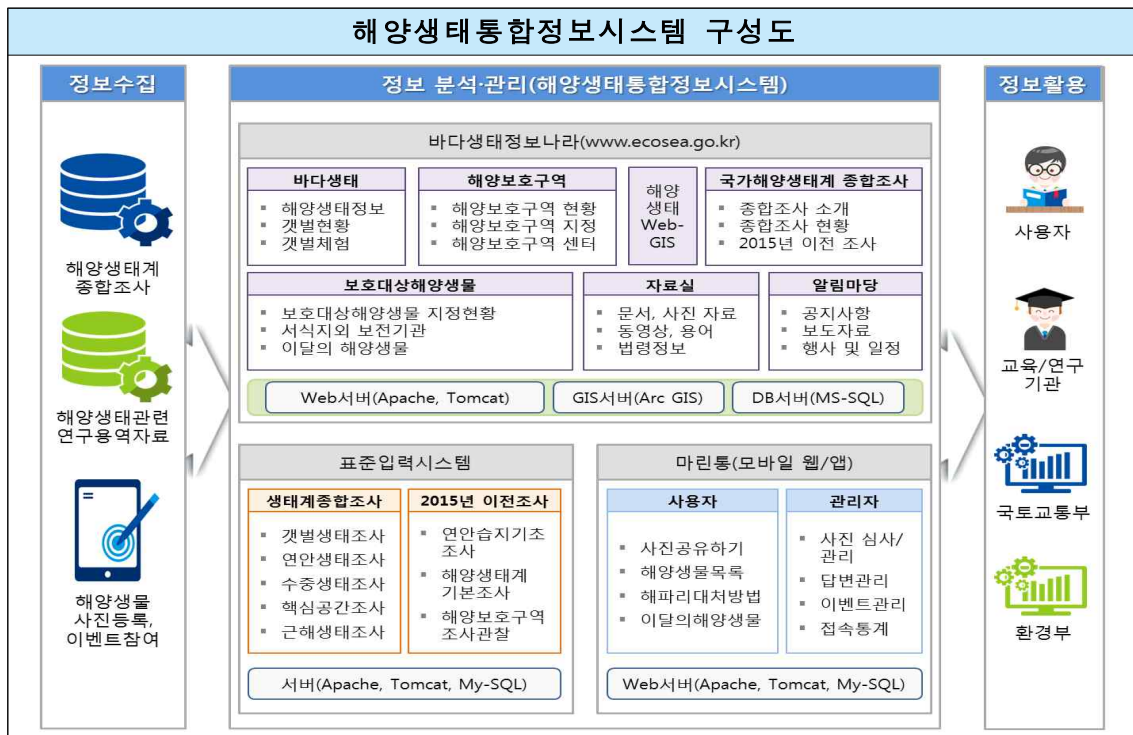 해양생태통합정보시스템 구성도
정보수집
해양생태계
종합조사
해양생태관련
연구용역자료
해양생물
사진등록,
이벤트참여
정보 분석·관리(해양생태통합정보시스템)
바다생태정보나라(www.ecosea.go.kr)
바다생태
▪ 해양생태정보
▪ 갯벌현황
▪ 갯벌체험
해양보호구역
▪ 해양보호구역 현황
▪ 해양보호구역 지정
▪ 해양보호구역 센터
해양
생태
Web-
GIS
국가해양생태계 종합조사
▪ 종합조사 소개
▪ 종합조사 현황
▪ 2015년 이전 조사
보호대상해양생물
▪ 보호대상해양생물 지정현황
▪ 서식지외 보전기관
▪ 이달의 해양생물
자료실
▪ 문서, 사진 자료
▪ 동영상, 용어
▪ 법령정보
알림마당
▪ 공지사항
▪ 보도자료
▪ 행사 및 일정
Web서버(Apache, Tomcat)
GIS서버(Arc GIS)
DB서버(MS-SQL)
표준입력시스템
생태계종합조사
▪ 갯벌생태조사
▪ 연안생태조사
▪ 수중생태조사
▪ 핵심공간조사
▪ 근해생태조사
2015년 이전조사
▪ 연안습지기초
조사
▪ 해양생태계
기본조사
▪ 해양보호구역
조사관찰
서버(Apache, Tomcat, My-SQL)
마린통(모바일 웹/앱)
사용자
▪ 사진공유하기
▪ 해양생물목록
▪ 해파리대처방법
▪ 이달의해양생물
관리자
▪ 사진 심사/
관리
▪ 답변관리
▪ 이벤트관리
▪ 접속통계
Web서버(Apache, Tomcat, My-SQL)
정보활용
사용자
교육/연구
기관
국토교통부
환경부